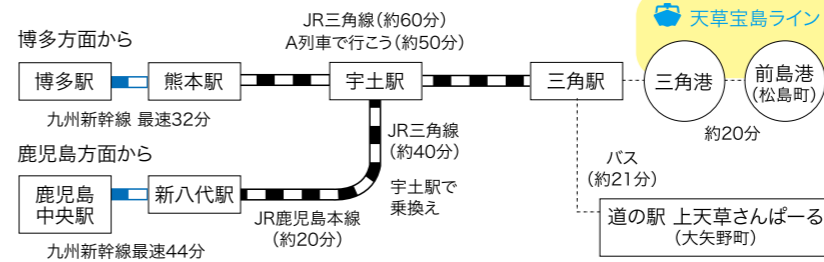 天草宝島ライン
JR三角線（約60分）
A列車で行こう（約50分）
博多方面から
博多駅
熊本駅
宇土駅
三角駅
三角港
前島港
（松島町）
九州新幹線 最速32分
約20分
鹿児島方面から
JR三角線
（約40分）
宇土駅で
乗換え
バス
（約21分）
鹿児島
中央駅
新八代駅
JR鹿児島本線
（約20分）
道の駅 上天草さんぱーる
（大矢野町）
九州新幹線最速44分